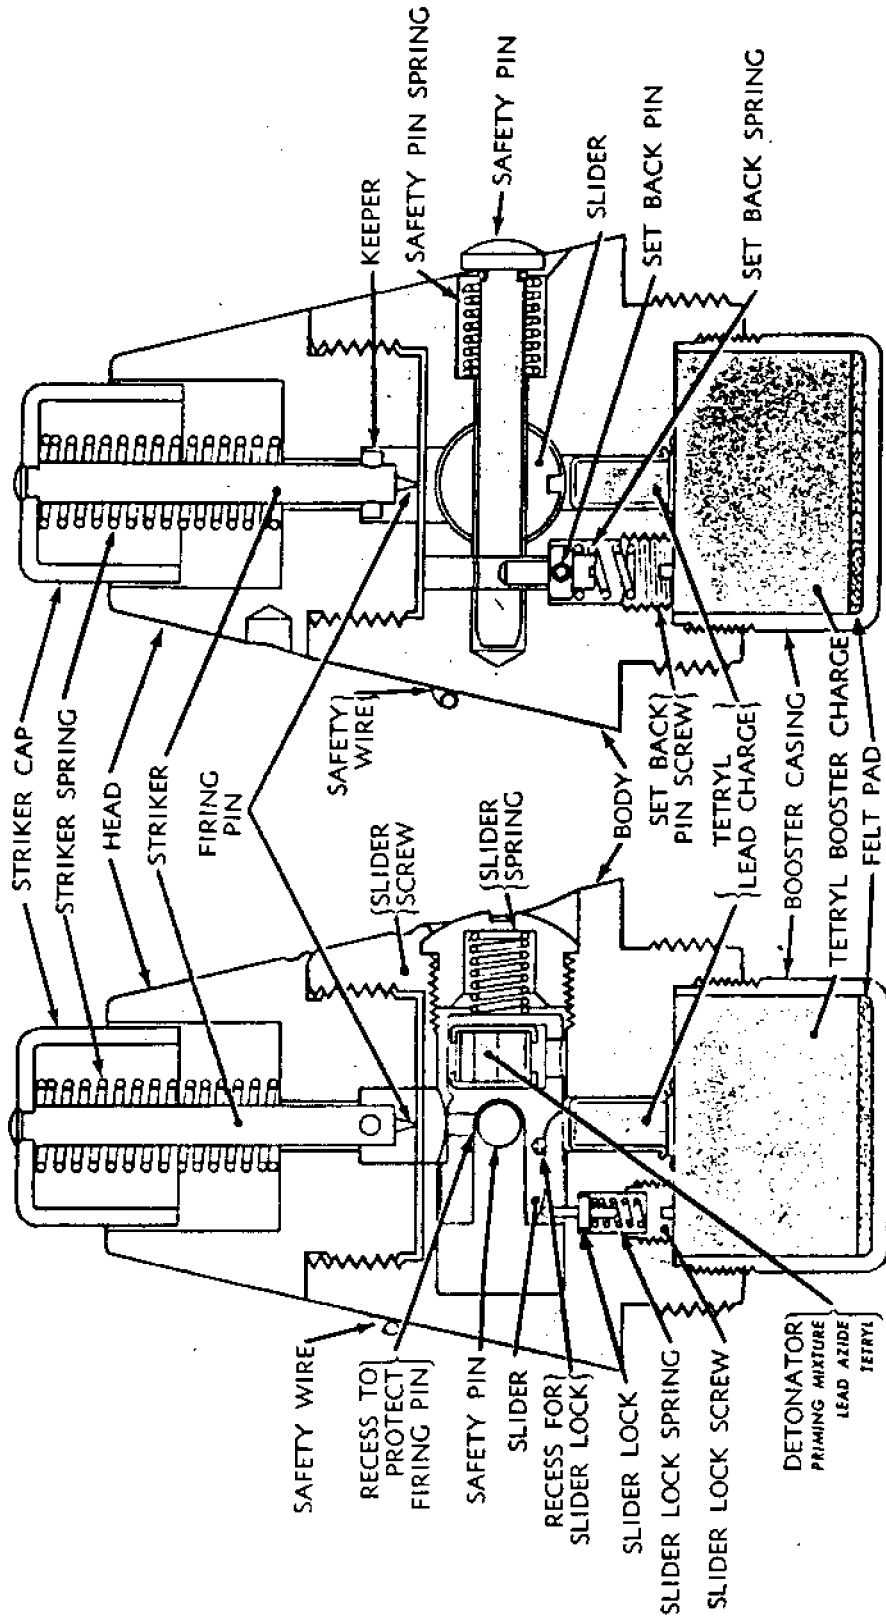 STRIKER CAP
STRIKER SPRING
HEAD
STRIKER
FIRING
PIN
SLIDER
SCREW
SLIDER
SPRING
BODY
SAFETY
WIRE
SET BACK
PIN SCREW
TETRYL
LEAD CHARGE
BOOSTER CASING
TETRYL BOOSTER CHARGE
FELT PAD
KEEPER
SAFETY PIN SPRING
SAFETY PIN
SLIDER
SET BACK PIN
SET BACK SPRING
SAFETY WIRE
RECESS TO
PROTECT
FIRING PIN
SAFETY PIN
SLIDER
RECESS FOR
SLIDER LOCK
SLIDER LOCK
SLIDER LOCK SPRING
SLIDER LOCK SCREW
DETONATOR
PRIMING MIXTURE
LEAD AZIDE
TETRYL